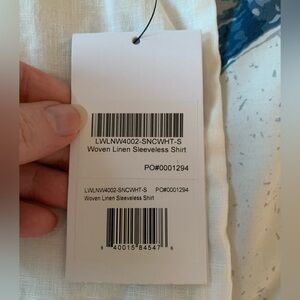 LWLNW4002-SNCWHT-S
Woven Linen Sleeveless Shirt
PO#0001294
LWLNW4002-SNCWHT-S PO#0001294
Woven Linen Sleeveless Shirt
8 40015 84547 8